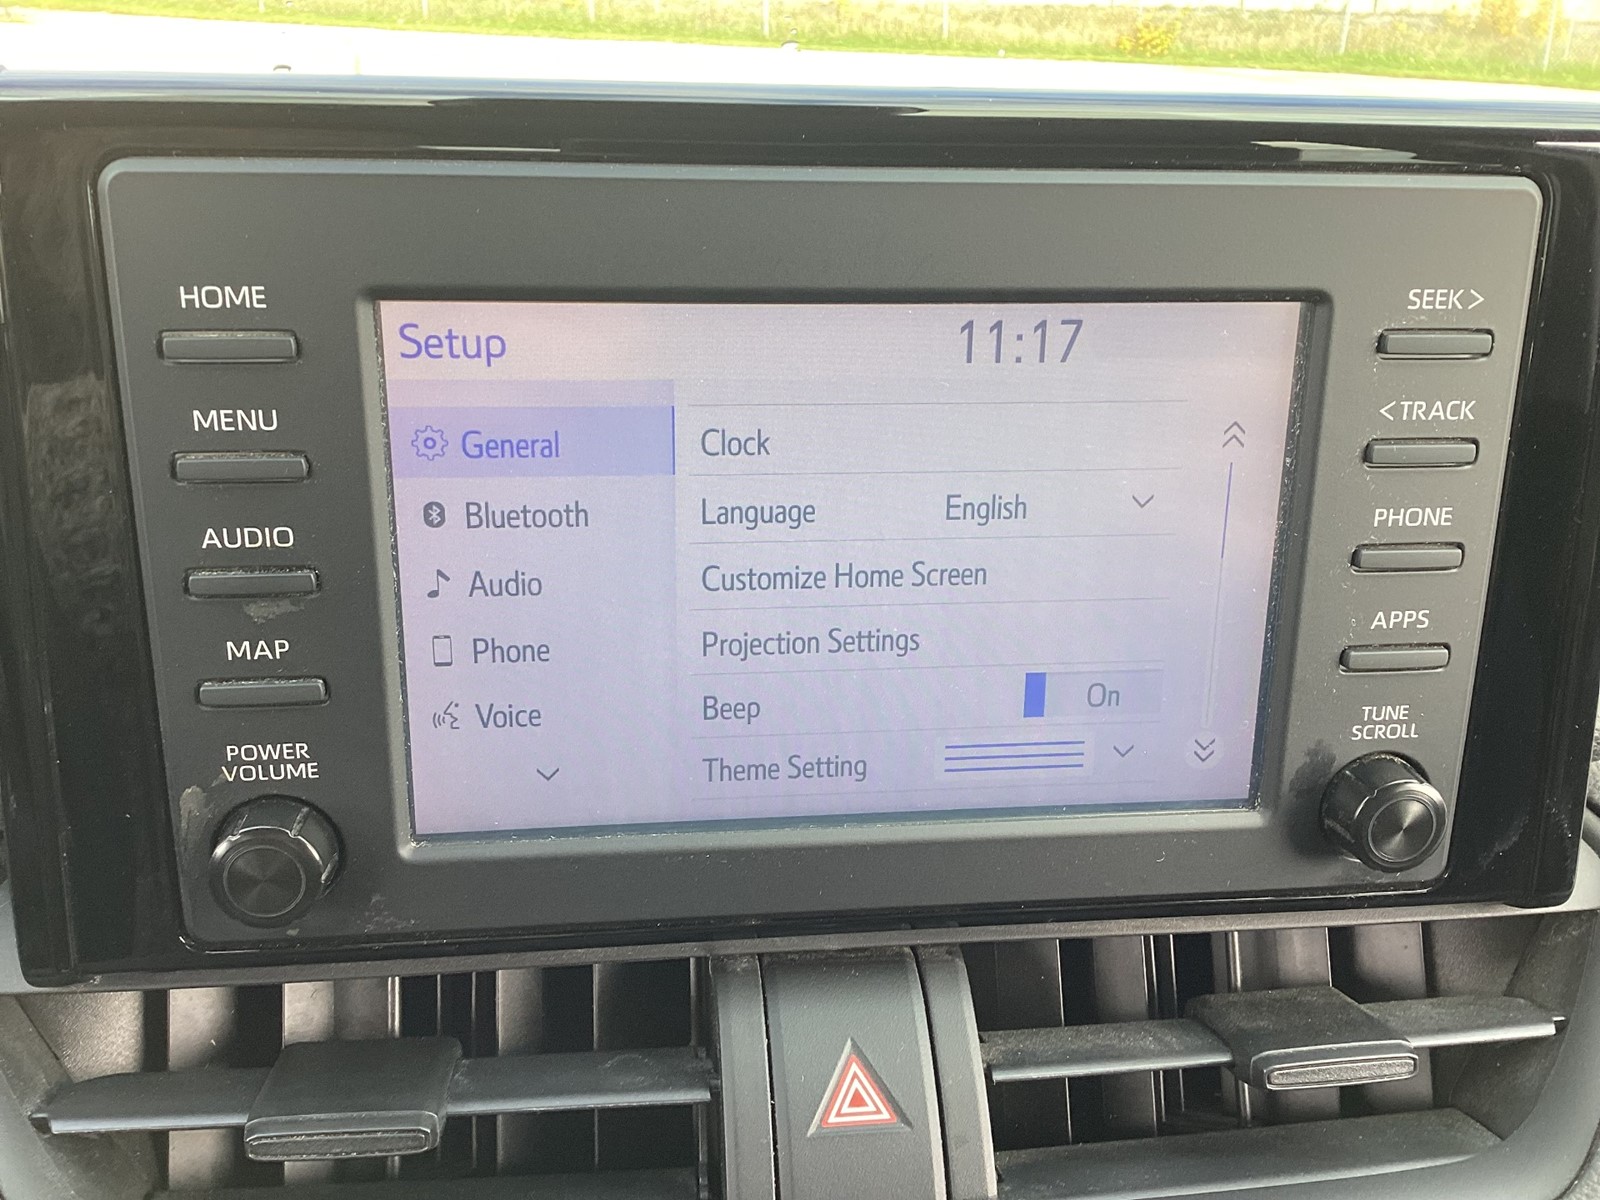 HOME
MENU
AUDIO
MAP
POWER
VOLUME
Setup
11:17
General
Bluetooth
Audio
Phone
Voice
Clock
Language English
Customize Home Screen
Projection Settings
Beep On
Theme Setting
SEEK >
< TRACK
PHONE
APPS
TUNE
SCROLL